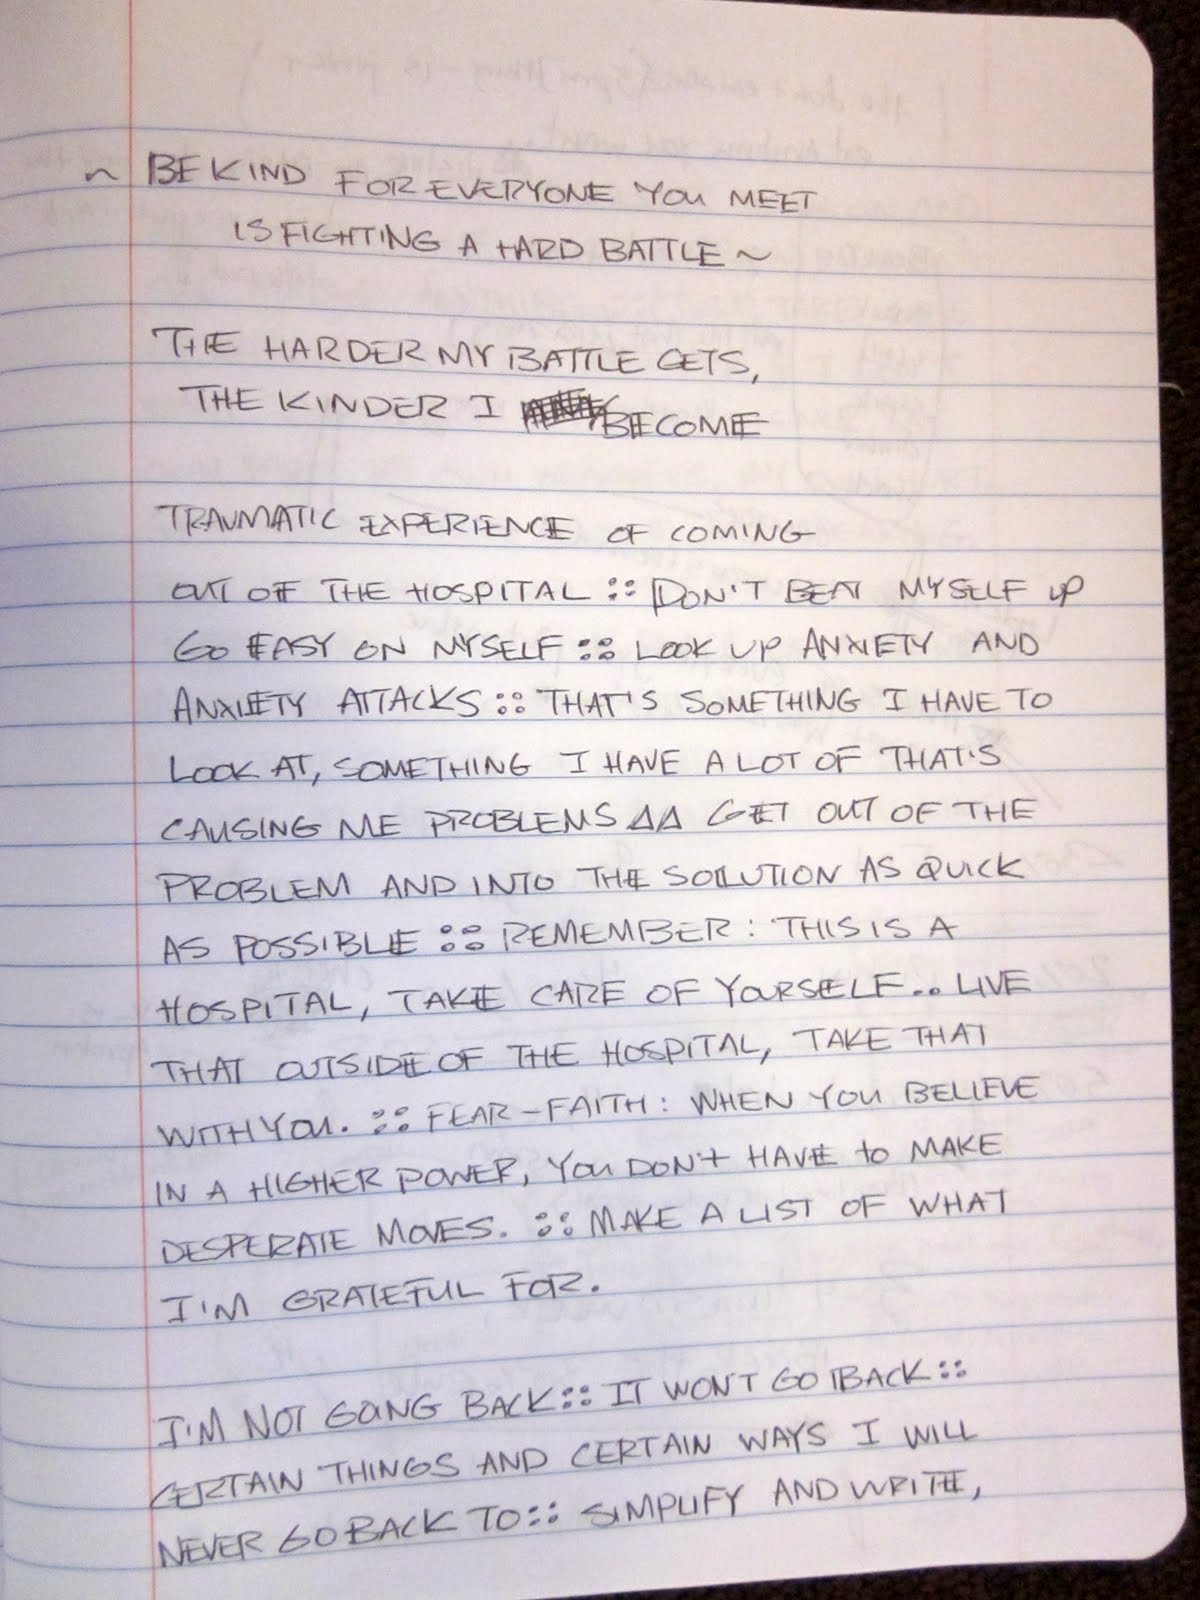 ~ BE KIND FOR EVERYONE YOU MEET
IS FIGHTING A HARD BATTLE ~
THE HARDER MY BATTLE GETS,
THE KINDER I BECOME
TRAUMATIC EXPERIENCE OF COMING
OUT OF THE HOSPITAL :: DON'T BEAT MYSELF UP
GO EASY ON MYSELF :: LOOK UP ANXIETY AND
ANXIETY ATTACKS :: THAT'S SOMETHING I HAVE TO
LOOK AT, SOMETHING I HAVE A LOT OF THAT'S
CAUSING ME PROBLEMS ΔΔ GET OUT OF THE
PROBLEM AND INTO THE SOLUTION AS QUICK
AS POSSIBLE :: REMEMBER: THIS IS A
HOSPITAL, TAKE CARE OF YOURSELF.. LIVE
THAT OUTSIDE OF THE HOSPITAL, TAKE THAT
WITH YOU. :: FEAR-FAITH: WHEN YOU BELIEVE
IN A HIGHER POWER, YOU DON'T HAVE TO MAKE
DESPERATE MOVES. :: MAKE A LIST OF WHAT
I'M GRATEFUL FOR.
I'M NOT GOING BACK :: IT WON'T GO BACK ::
CERTAIN THINGS AND CERTAIN WAYS I WILL
NEVER GO BACK TO :: SIMPLIFY AND WRITE,